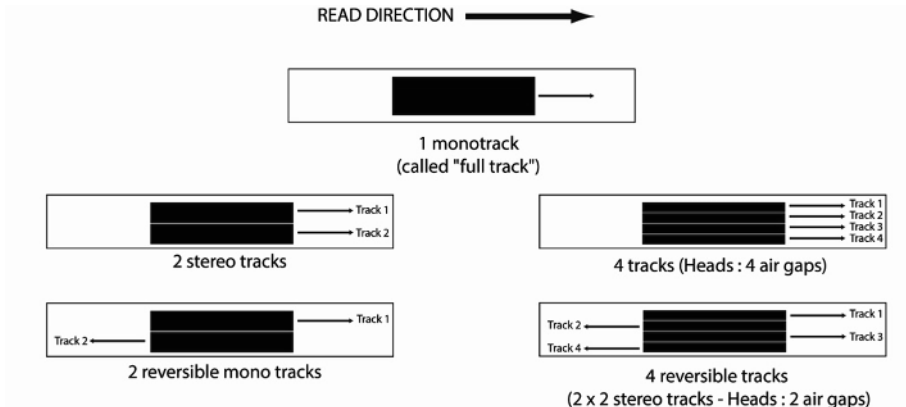 READ DIRECTION
1 monotrack
(called "full track")
Track 1
Track 2
2 stereo tracks
Track 1
Track 2
Track 3
Track 4
4 tracks (Heads : 4 air gaps)
Track 1
Track 2
2 reversible mono tracks
Track 1
Track 2
Track 3
Track 4
4 reversible tracks
(2 x 2 stereo tracks - Heads : 2 air gaps)